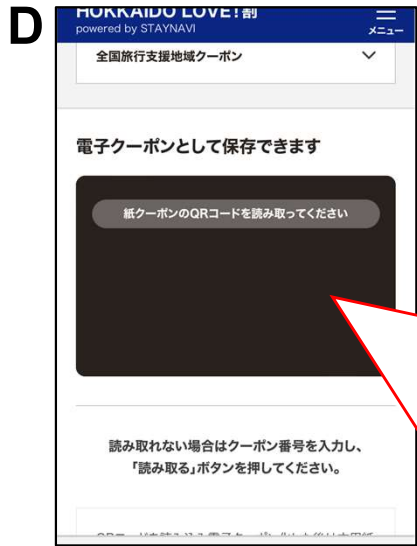 D
HOKKAIDO LOVE!割
powered by STAYNAVI
メニュー
全国旅行支援地域クーポン
電子クーポンとして保存できます
紙クーポンのQRコードを読み取ってください
読み取れない場合はクーポン番号を入力し、
「読み取る」ボタンを押してください。